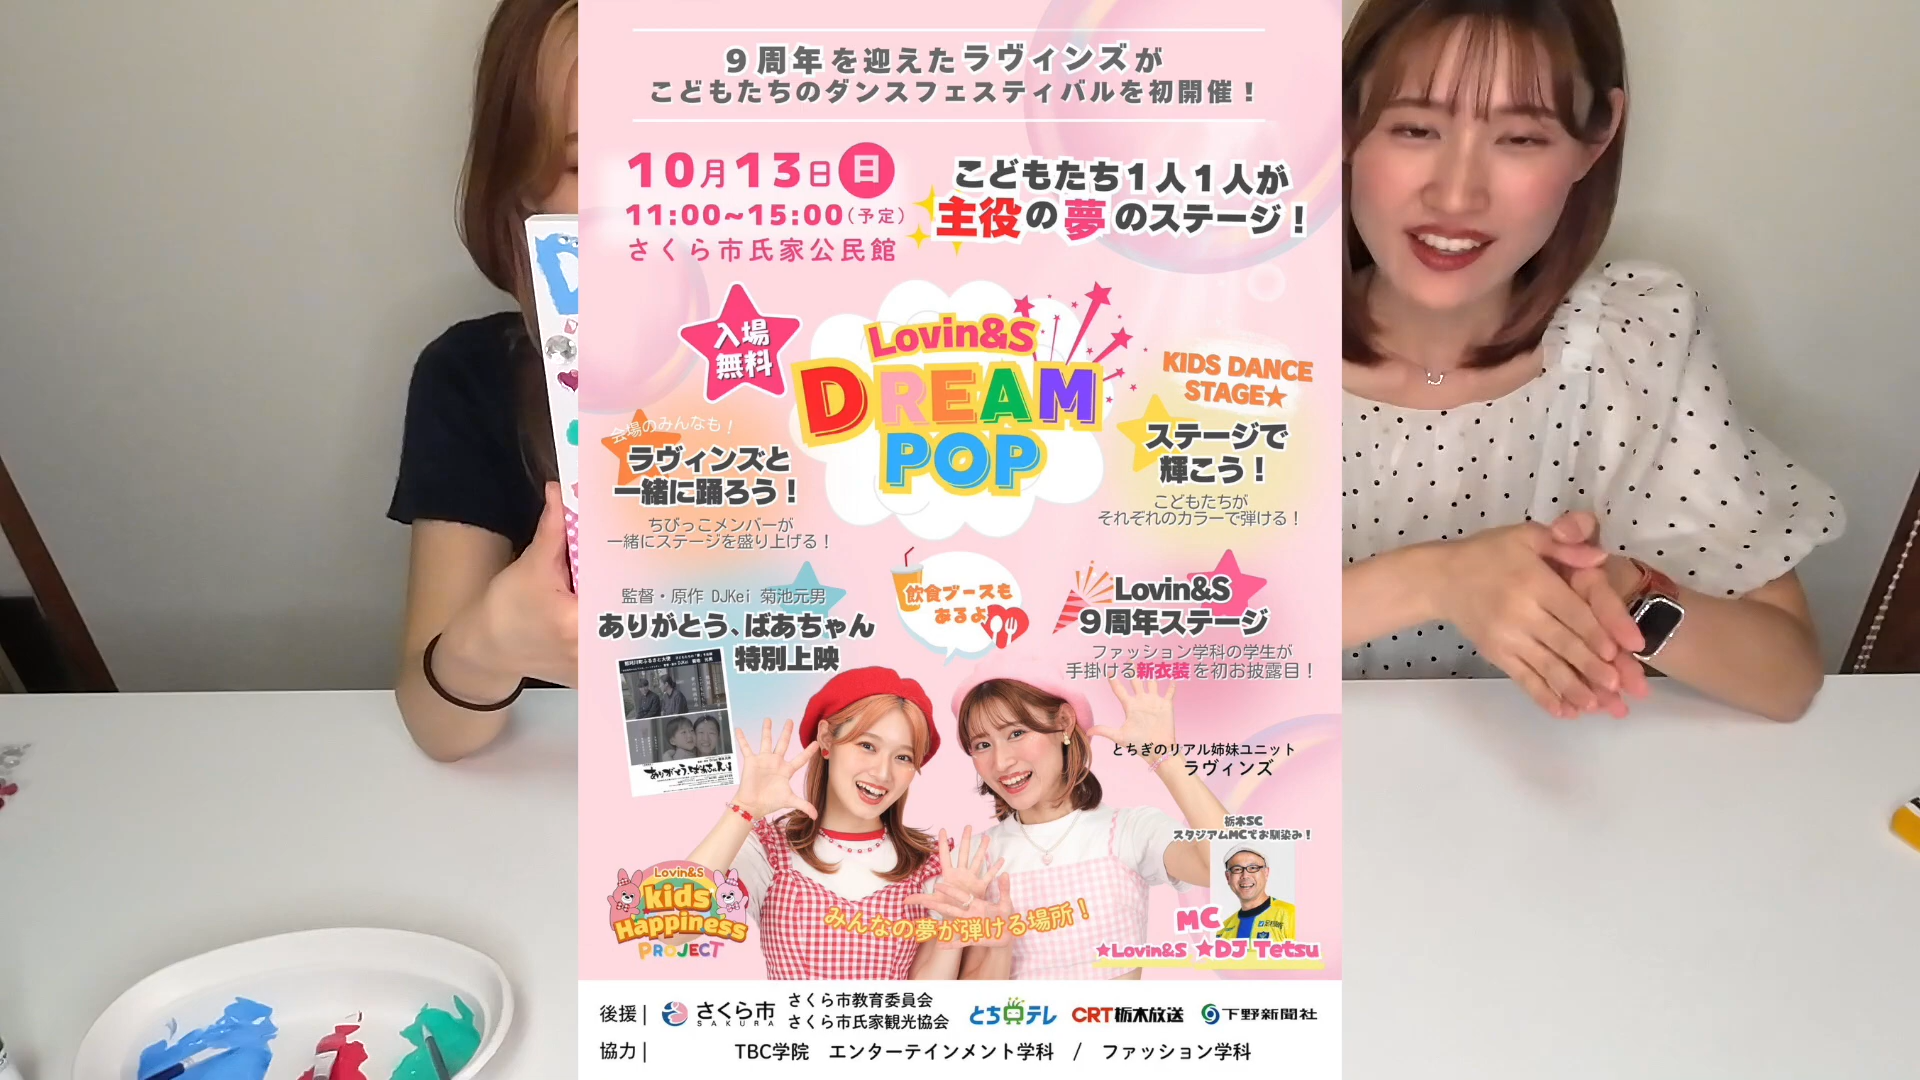 9周年を迎えたラヴィンズが
こどもたちのダンスフェスティバルを初開催！
10月13日 日
11:00~15:00（予定）
さくら市氏家公民館
こどもたち1人1人が
主役の夢のステージ！
入場
無料
Lovin&S
DREAM
POP
KIDS DANCE
STAGE★
会場のみんなも！
ラヴィンズと
一緒に踊ろう！
ちびっこメンバーが
一緒にステージを盛り上げる！
ステージで
輝こう！
こどもたちが
それぞれのカラーで弾ける！
監督・原作 DJKei 菊池元男
ありがとう、ばあちゃん
特別上映
飲食ブースも
あるよ
Lovin&S
9周年ステージ
ファッション学科の学生が
手掛ける新衣装を初お披露目！
ありがとう、ばあちゃん
とちぎのリアル姉妹ユニット
ラヴィンズ
栃木SC
スタジアムMCでお馴染み！
Lovin&S
kids
Happiness
PROJECT
みんなの夢が弾ける場所！
MC
★Lovin&S ★DJ Tetsu
後援| さくら市 SAKURA さくら市教育委員会
さくら市氏家観光協会
とちテレ CRT栃木放送 下野新聞社
協力| TBC学院 エンターテインメント学科 / ファッション学科